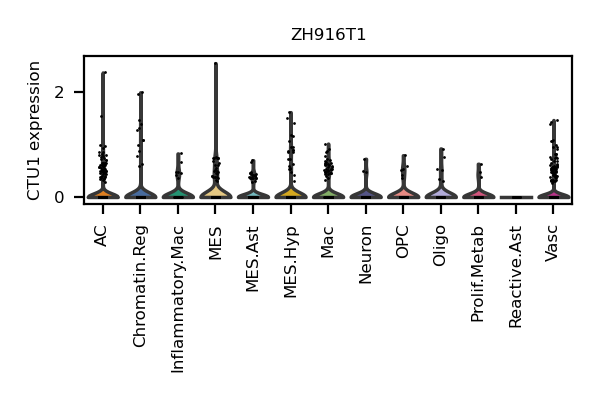 ZH916T1
CTU1 expression
2
0
AC
Chromatin.Reg
Inflammatory.Mac
MES
MES.Ast
MES.Hyp
Mac
Neuron
OPC
Oligo
Prolif.Metab
Reactive.Ast
Vasc